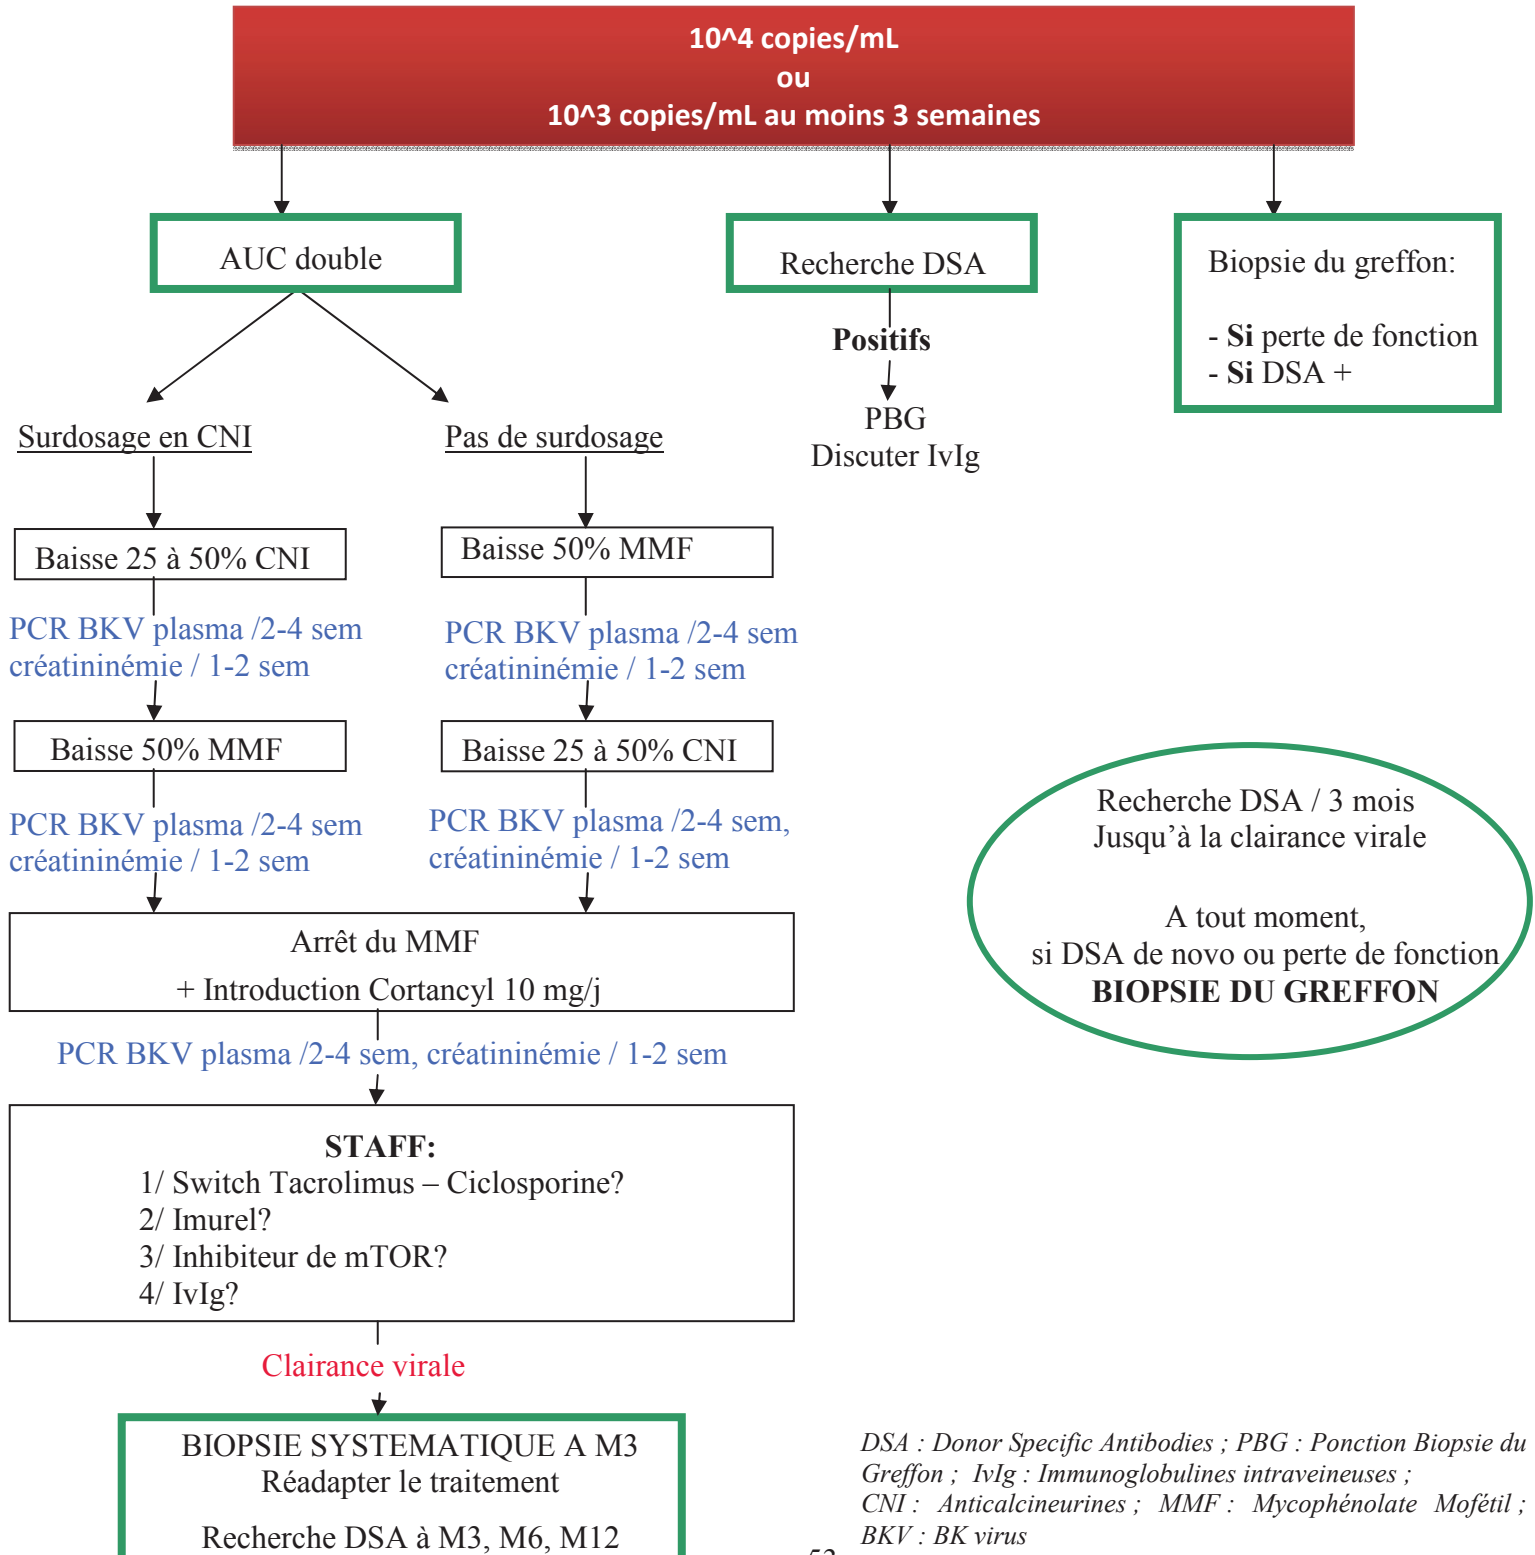 10^4 copies/mL
ou
10^3 copies/mL au moins 3 semaines
AUC double
Recherche DSA
Biopsie du greffon:
- Si perte de fonction
- Si DSA +
Positifs
PBG
Discuter IvIg
Surdosage en CNI
Pas de surdosage
Baisse 25 à 50% CNI
Baisse 50% MMF
PCR BKV plasma /2-4 sem
créatininémie / 1-2 sem
PCR BKV plasma /2-4 sem
créatininémie / 1-2 sem
Baisse 50% MMF
Baisse 25 à 50% CNI
PCR BKV plasma /2-4 sem
créatininémie / 1-2 sem
PCR BKV plasma /2-4 sem,
créatininémie / 1-2 sem
Recherche DSA / 3 mois
Jusqu’à la clairance virale
A tout moment,
si DSA de novo ou perte de fonction
BIOPSIE DU GREFFON
Arrêt du MMF
+ Introduction Cortancyl 10 mg/j
PCR BKV plasma /2-4 sem, créatininémie / 1-2 sem
STAFF:
1/ Switch Tacrolimus – Ciclosporine?
2/ Imurel?
3/ Inhibiteur de mTOR?
4/ IvIg?
Clairance virale
BIOPSIE SYSTEMATIQUE A M3
Réadapter le traitement
Recherche DSA à M3, M6, M12
DSA : Donor Specific Antibodies ; PBG : Ponction Biopsie du
Greffon ; IvIg : Immunoglobulines intraveineuses ;
CNI : Anticalcineurines ; MMF : Mycophénolate Mofétil ;
BKV : BK virus